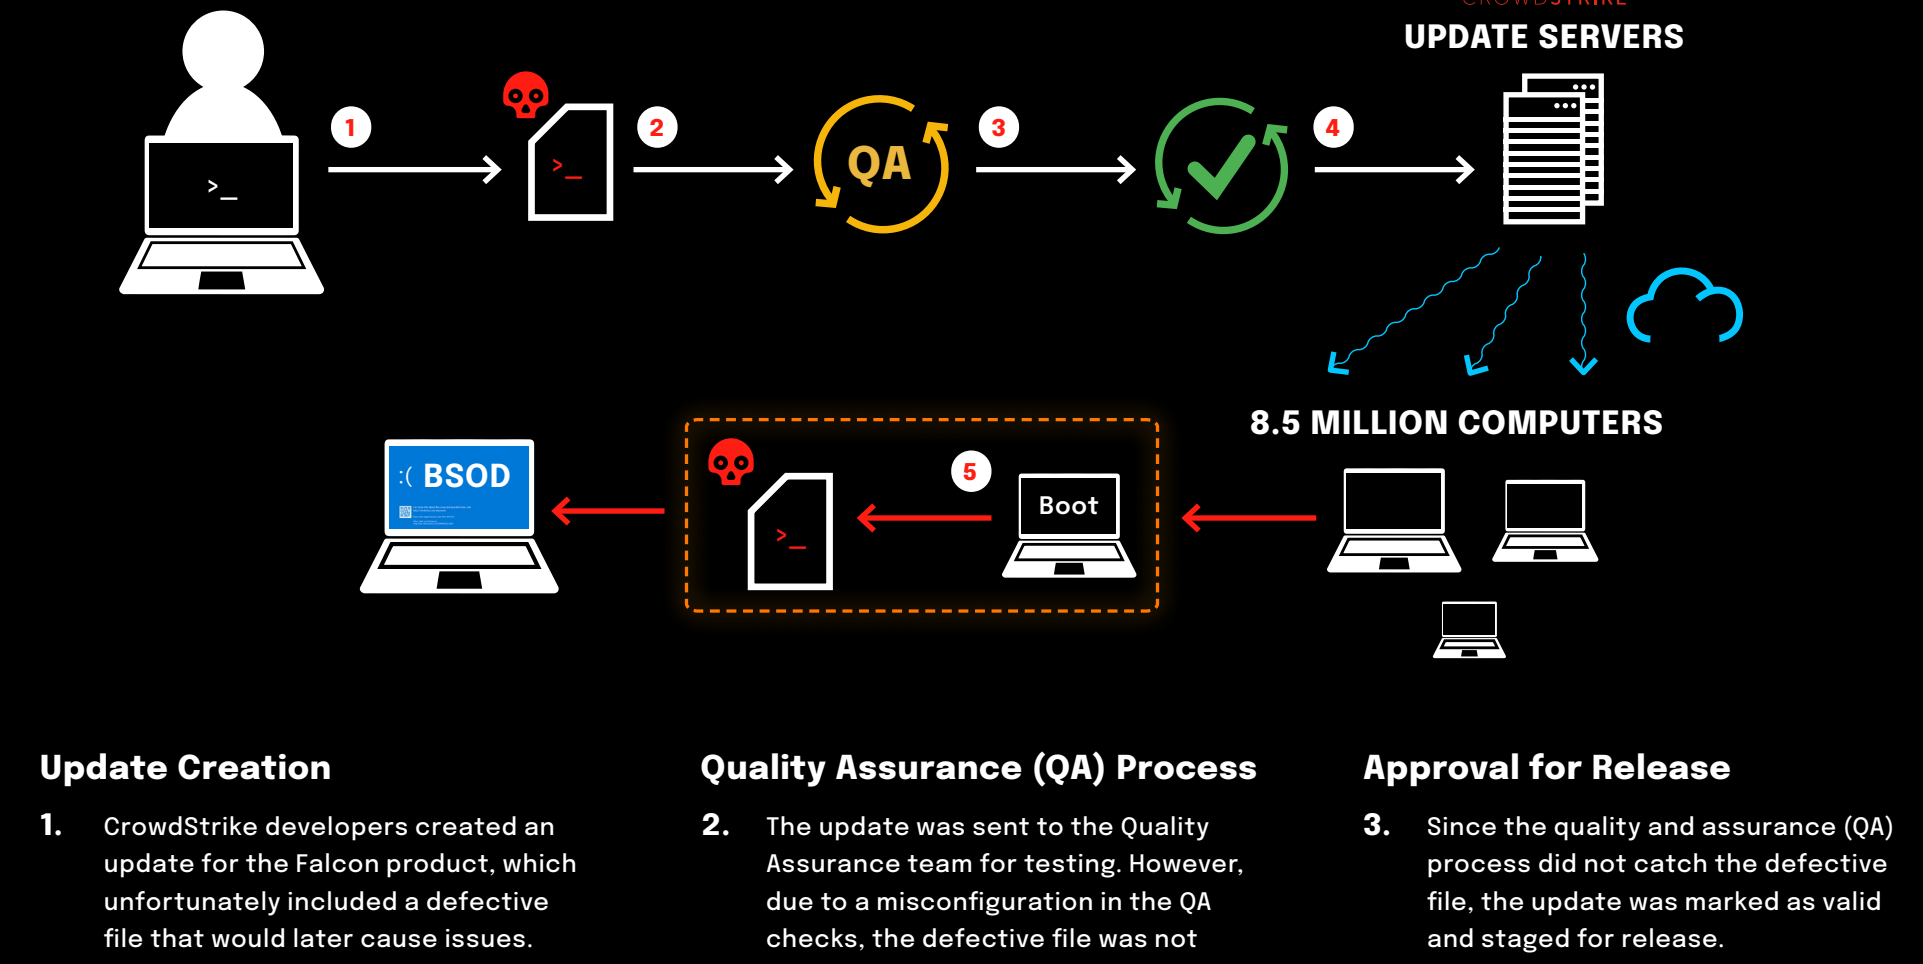 CROWDSTRIKE
UPDATE SERVERS
1
2
3
4
>_
>_
QA
8.5 MILLION COMPUTERS
:( BSOD
5
Boot
>_
Update Creation
1. CrowdStrike developers created an
update for the Falcon product, which
unfortunately included a defective
file that would later cause issues.
Quality Assurance (QA) Process
2. The update was sent to the Quality
Assurance team for testing. However,
due to a misconfiguration in the QA
checks, the defective file was not
Approval for Release
3. Since the quality and assurance (QA)
process did not catch the defective
file, the update was marked as valid
and staged for release.